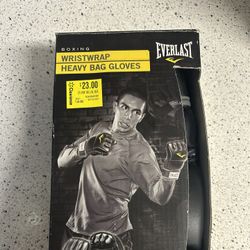 BOXING
WRISTWRAP
HEAVY BAG GLOVES
EVERLAST
$23.00